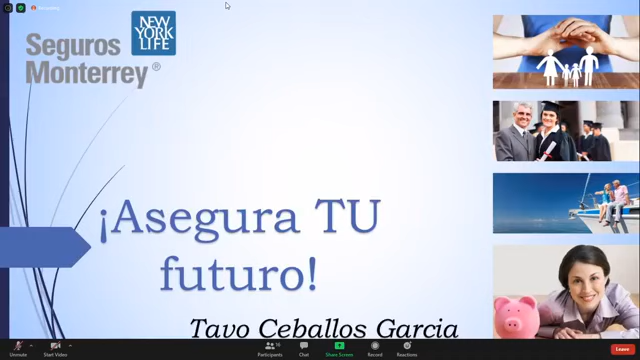 NEW
YORK
LIFE
Seguros
Monterrey®
¡Asegura TU
futuro!
Tavo Ceballos Garcia
Unmute
Start Video
Participants
16
Chat
Share Screen
Record
Reactions
Leave